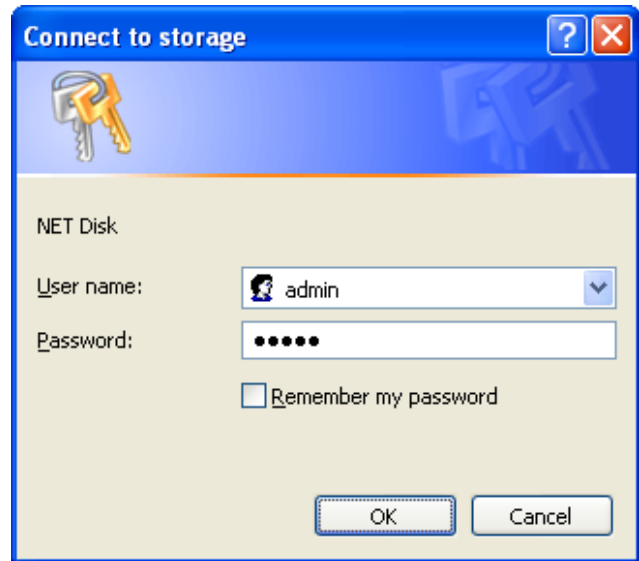 Connect to storage
NET Disk
User name: admin
Password: •••••
Remember my password
OK Cancel